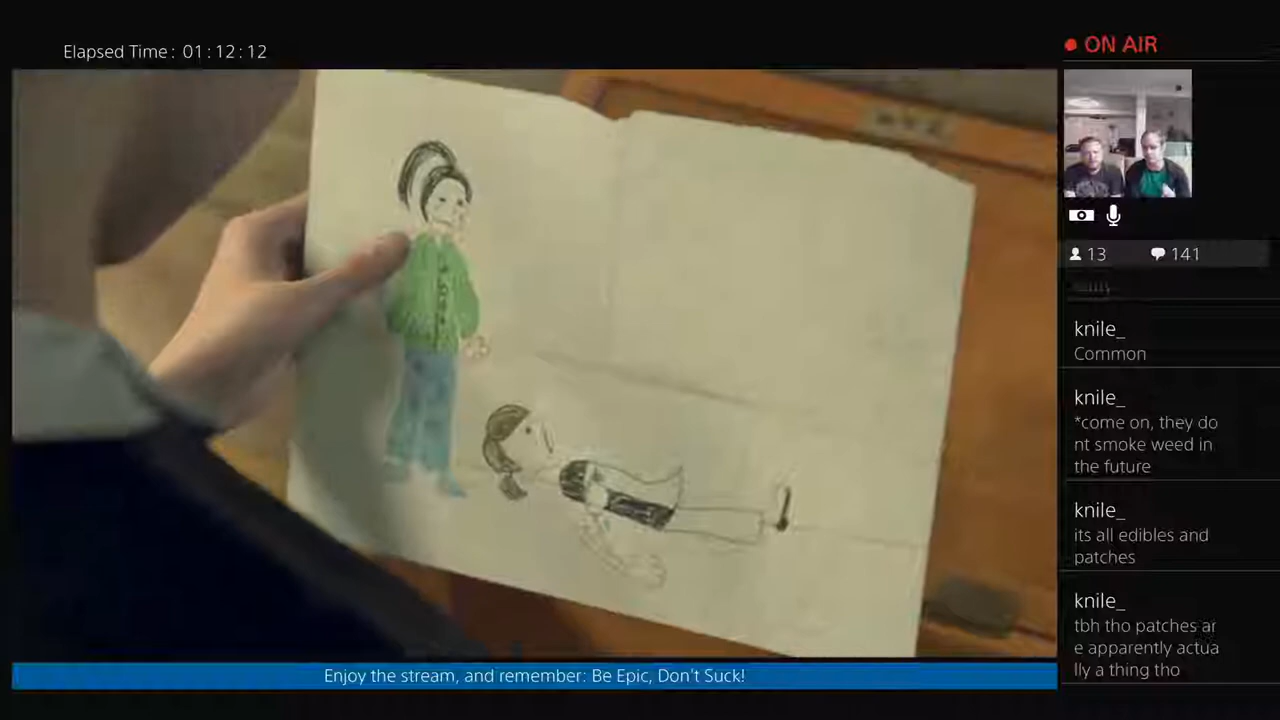 Elapsed Time: 01:12:12
ON AIR
13
141
knile_
Common
knile_
*come on, they do
nt smoke weed in
the future
knile_
its all edibles and
patches
knile_
tbh tho patches ar
e apparently actua
lly a thing tho
Enjoy the stream, and remember: Be Epic, Don't Suck!